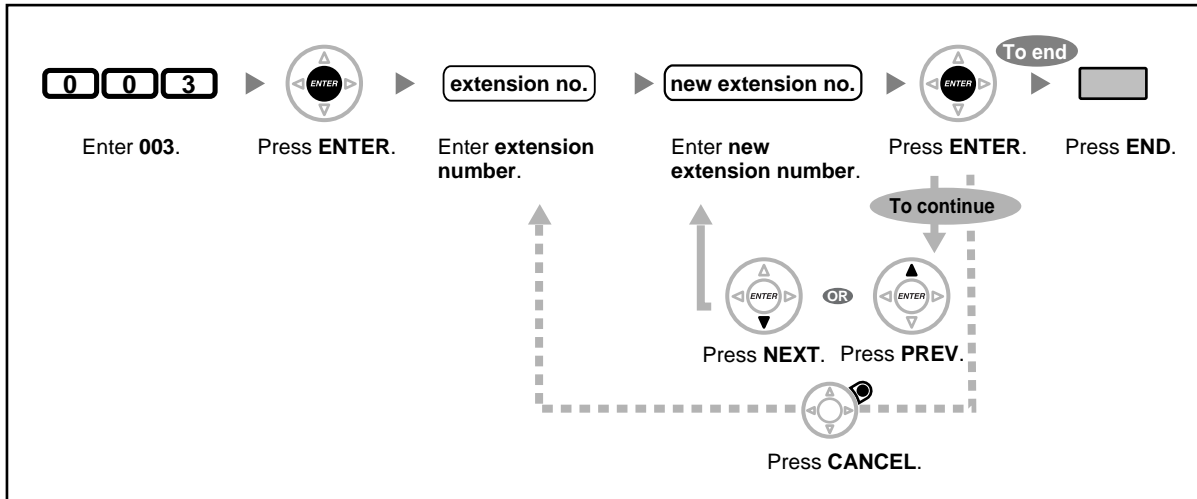 To end
0 0 3
ENTER
extension no.
new extension no.
ENTER
Enter 003.
Press ENTER.
Enter extension
number.
Enter new
extension number.
Press ENTER.
Press END.
To continue
ENTER
OR
ENTER
Press NEXT.
Press PREV.
Press CANCEL.